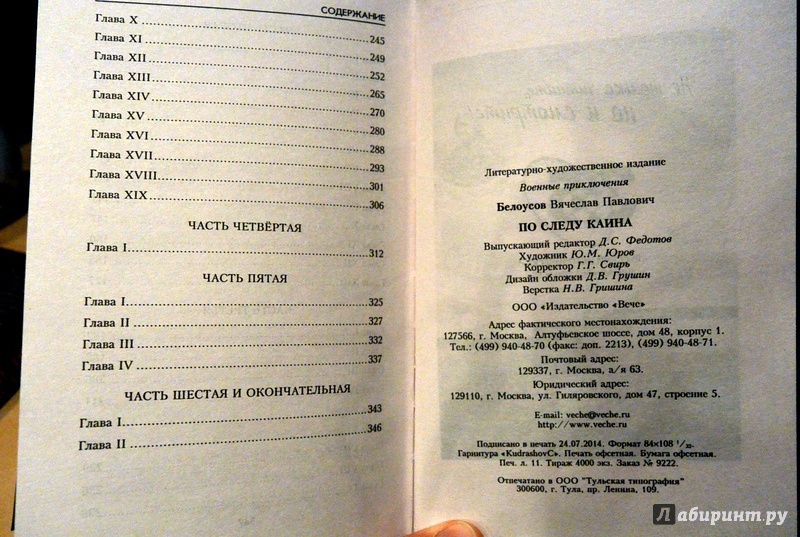 СОДЕРЖАНИЕ
Глава X 245
Глава XI 249
Глава XII 252
Глава XIII 265
Глава XIV 270
Глава XV 280
Глава XVI 288
Глава XVII 293
Глава XVIII 301
Глава XIX 306
ЧАСТЬ ЧЕТВЁРТАЯ
Глава I 312
ЧАСТЬ ПЯТАЯ
Глава I 325
Глава II 327
Глава III 332
Глава IV 337
ЧАСТЬ ШЕСТАЯ И ОКОНЧАТЕЛЬНАЯ
Глава I 343
Глава II 346
Литературно-художественное издание
Военные приключения
Белоусов Вячеслав Павлович
ПО СЛЕДУ КАИНА
Выпускающий редактор Д.С. Федотов
Художник Ю.М. Юров
Корректор Г.Г. Свирь
Дизайн обложки Д.В. Грушин
Верстка Н.В. Гришина
ООО «Издательство «Вече»
Адрес фактического местонахождения:
127566, г. Москва, Алтуфьевское шоссе, дом 48, корпус 1.
Тел.: (499) 940-48-70 (факс: доп. 2213), (499) 940-48-71.
Почтовый адрес:
129337, г. Москва, а/я 63.
Юридический адрес:
129110, г. Москва, ул. Гиляровского, дом 47, строение 5.
E-mail: veche@veche.ru
http://www.veche.ru
Подписано в печать 24.07.2014. Формат 84×108 1/32.
Гарнитура «KudrashovC». Печать офсетная. Бумага офсетная.
Печ. л. 11. Тираж 4000 экз. Заказ № 9222.
Отпечатано в ООО "Тульская типография"
300600, г. Тула, пр. Ленина, 109.
Лабиринт.ру